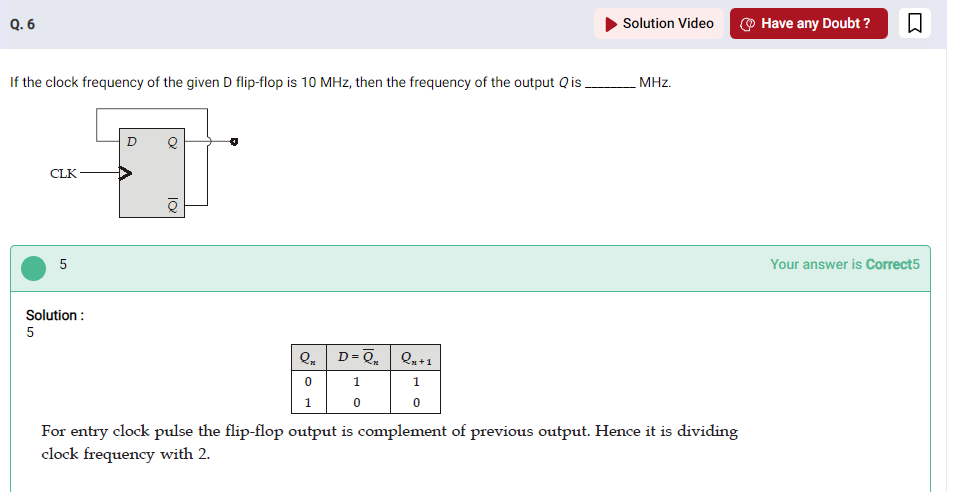 Q. 6
Solution Video
Have any Doubt ?
If the clock frequency of the given D flip-flop is 10 MHz, then the frequency of the output Q is ________ MHz.
D Q
CLK
Q̅
5
Your answer is Correct5
Solution :
5
Qₙ D = Q̅ₙ Qₙ₊₁
0 1 1
1 0 0
For entry clock pulse the flip-flop output is complement of previous output. Hence it is dividing
clock frequency with 2.